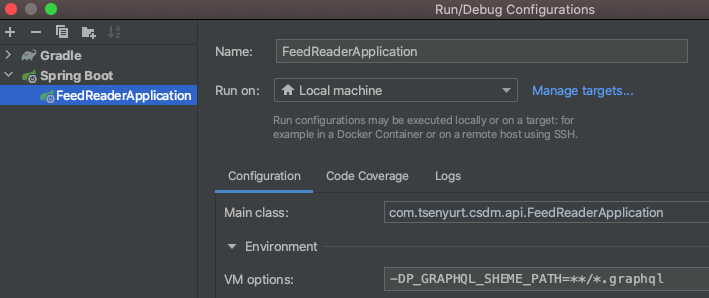 Run/Debug Configurations
Gradle
Spring Boot
FeedReaderApplication
Name: FeedReaderApplication
Run on: Local machine Manage targets...
Run configurations may be executed locally or on a target: for
example in a Docker Container or on a remote host using SSH.
Configuration Code Coverage Logs
Main class: com.tsenyurt.csdm.api.FeedReaderApplication
Environment
VM options: -DP_GRAPHQL_SHEME_PATH=**/*.graphql